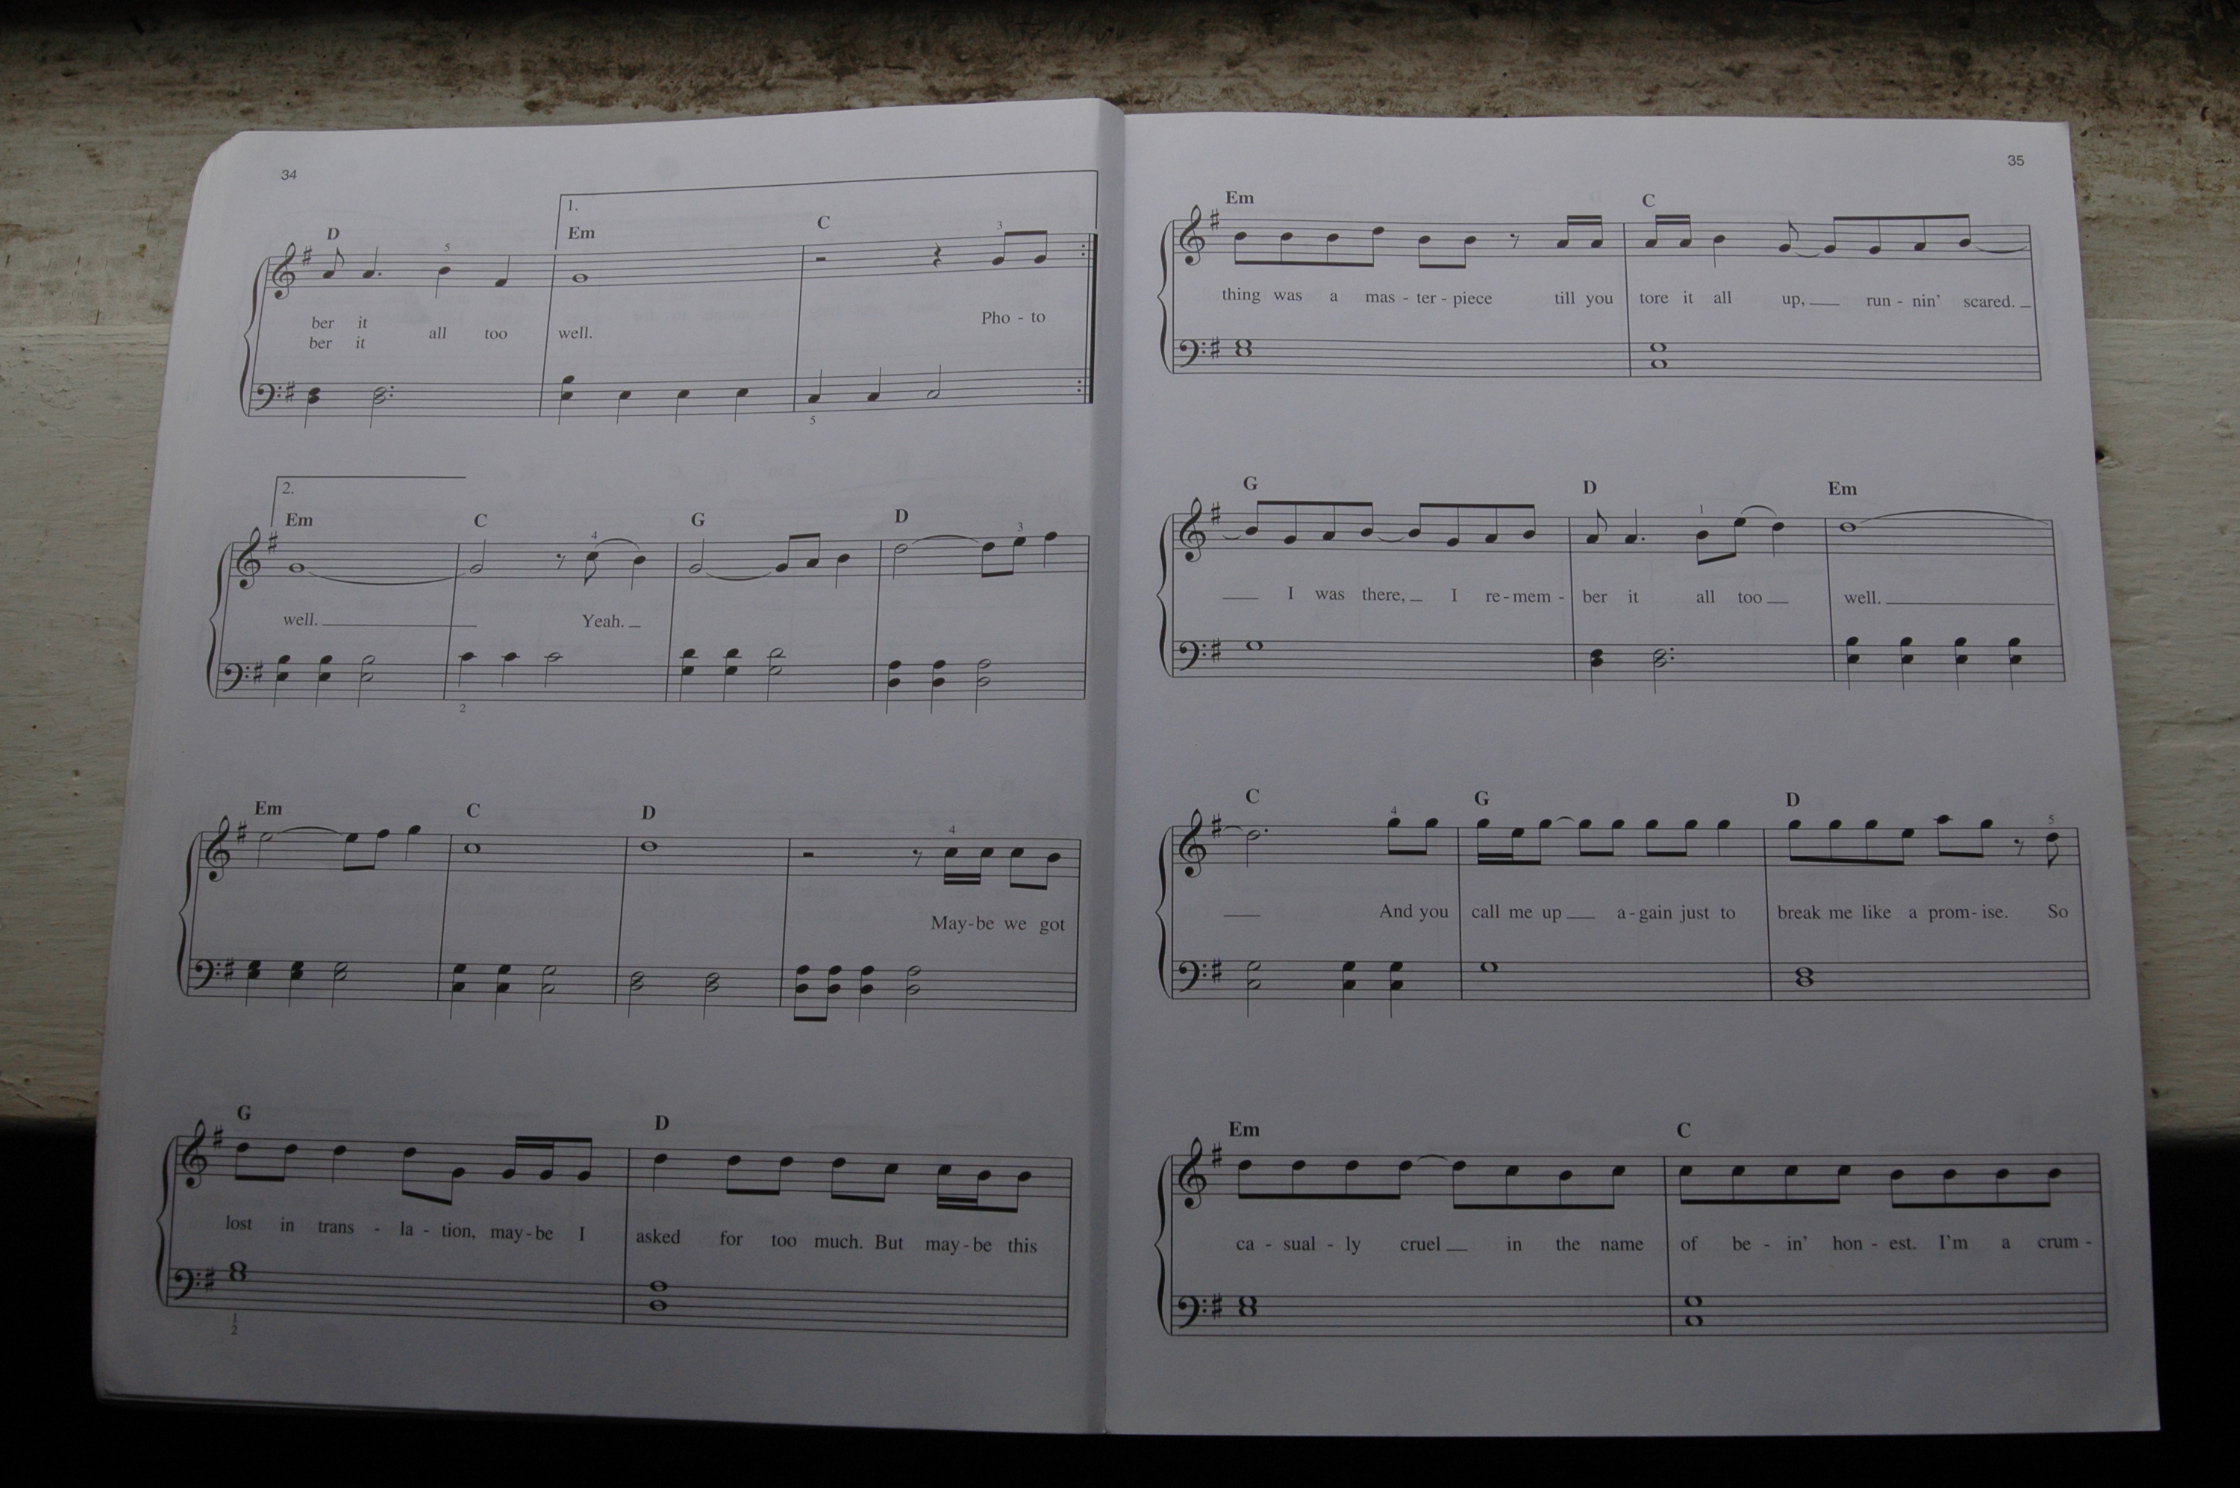 34
1.
D Em C
5 3
ber it all too well. Pho - to
ber it
5
2.
Em C G D
4 3
well. Yeah.
2
Em C D
4
May - be we got
G D
lost in trans - la - tion, may - be I asked for too much. But may - be this
1
2
35
Em C
thing was a mas - ter - piece till you tore it all up, run - nin' scared.
G D Em
1
I was there, I re - mem - ber it all too well.
C G D
4 5
And you call me up a - gain just to break me like a prom - ise. So
Em C
ca - sual - ly cruel in the name of be - in' hon - est. I'm a crum -